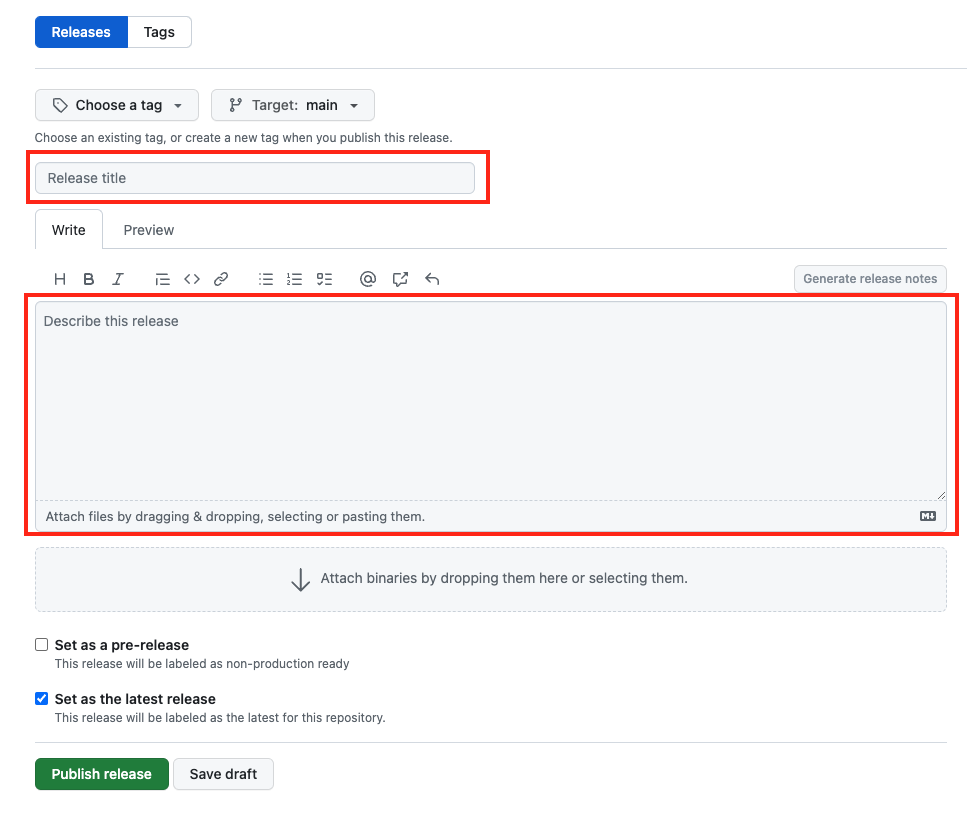 Releases Tags
Choose a tag Target: main
Choose an existing tag, or create a new tag when you publish this release.
Release title
Write Preview
Generate release notes
Describe this release
Attach files by dragging & dropping, selecting or pasting them.
Attach binaries by dropping them here or selecting them.
Set as a pre-release
This release will be labeled as non-production ready
Set as the latest release
This release will be labeled as the latest for this repository.
Publish release Save draft